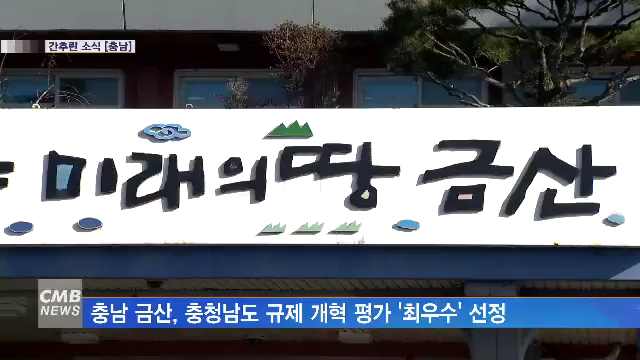 간추린 소식 [충남]
미래의 땅 금산
CMB
NEWS
충남 금산, 충청남도 규제 개혁 평가 '최우수' 선정